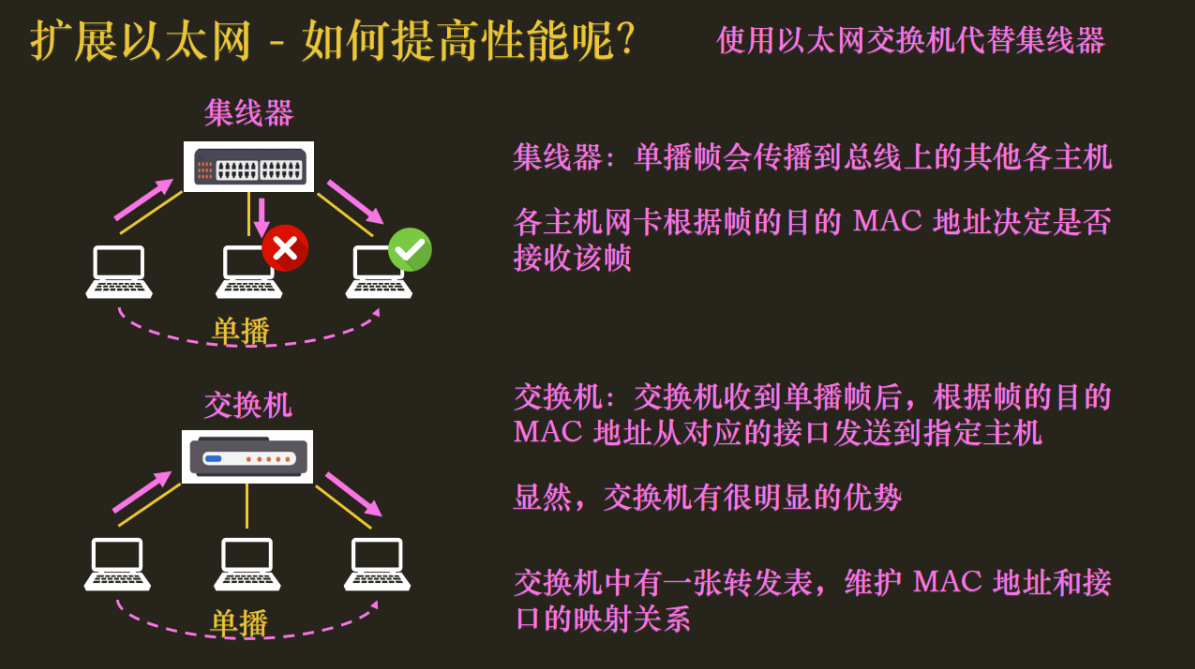 扩展以太网 - 如何提高性能呢？
使用以太网交换机代替集线器
集线器
单播
集线器：单播帧会传播到总线上的其他各主机
各主机网卡根据帧的目的 MAC 地址决定是否
接收该帧
交换机
单播
交换机：交换机收到单播帧后，根据帧的目的
MAC 地址从对应的接口发送到指定主机
显然，交换机有很明显的优势
交换机中有一张转发表，维护 MAC 地址和接
口的映射关系